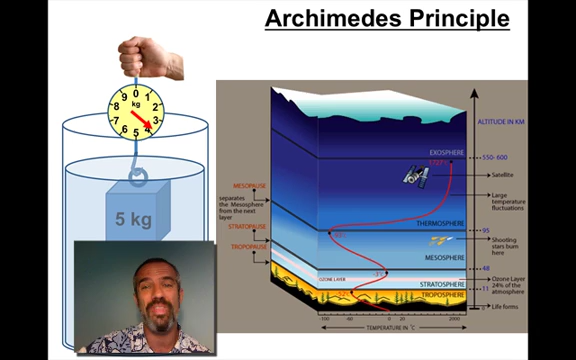 Archimedes Principle
0
1
2
3
4
5
6
7
8
9
kg
5 kg
ALTITUDE IN KM
EXOSPHERE
550- 600
Satellite
MESOPAUSE
separates
the Mesosphere
from the next
layer
Large
temperature
fluctuations
THERMOSPHERE
95
STRATOPAUSE
Shooting
stars burn
here
TROPOPAUSE
MESOSPHERE
48
OZONE LAYER
Ozone Layer
24% of the
atmosphere
STRATOSPHERE
11
TROPOSPHERE
Life forms
-100
0
20
2000
TEMPERATURE IN °C